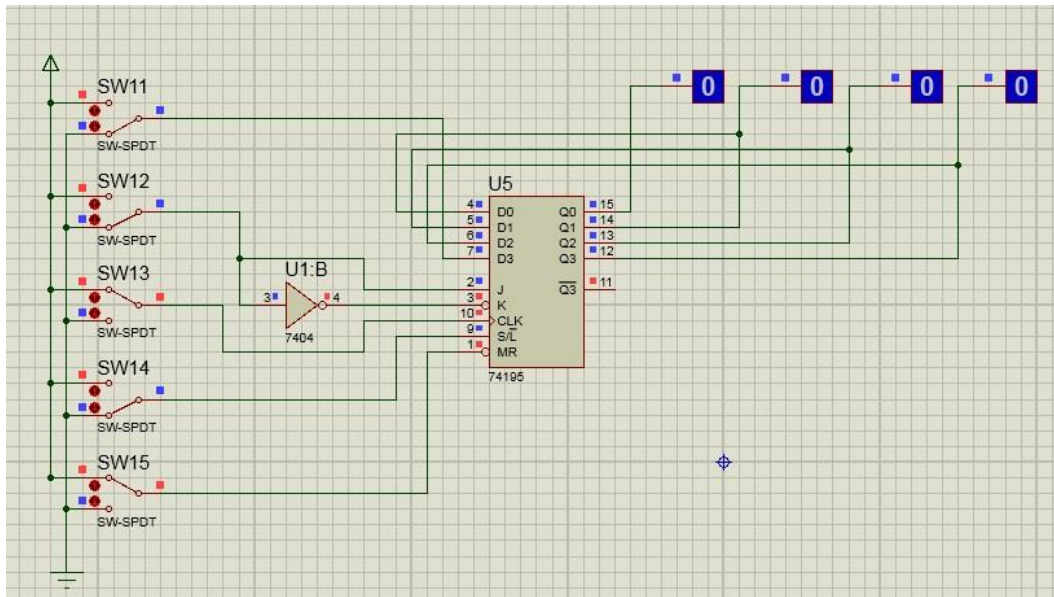 SW11
SW-SPDT
SW12
SW-SPDT
SW13
SW-SPDT
SW14
SW-SPDT
SW15
SW-SPDT
U1:B
3 4
7404
0 0 0 0
U5
4 D0 Q0 15
5 D1 Q1 14
6 D2 Q2 13
7 D3 Q3 12
2 J Q3 11
3 K
10 CLK
9 S/L
1 MR
74195